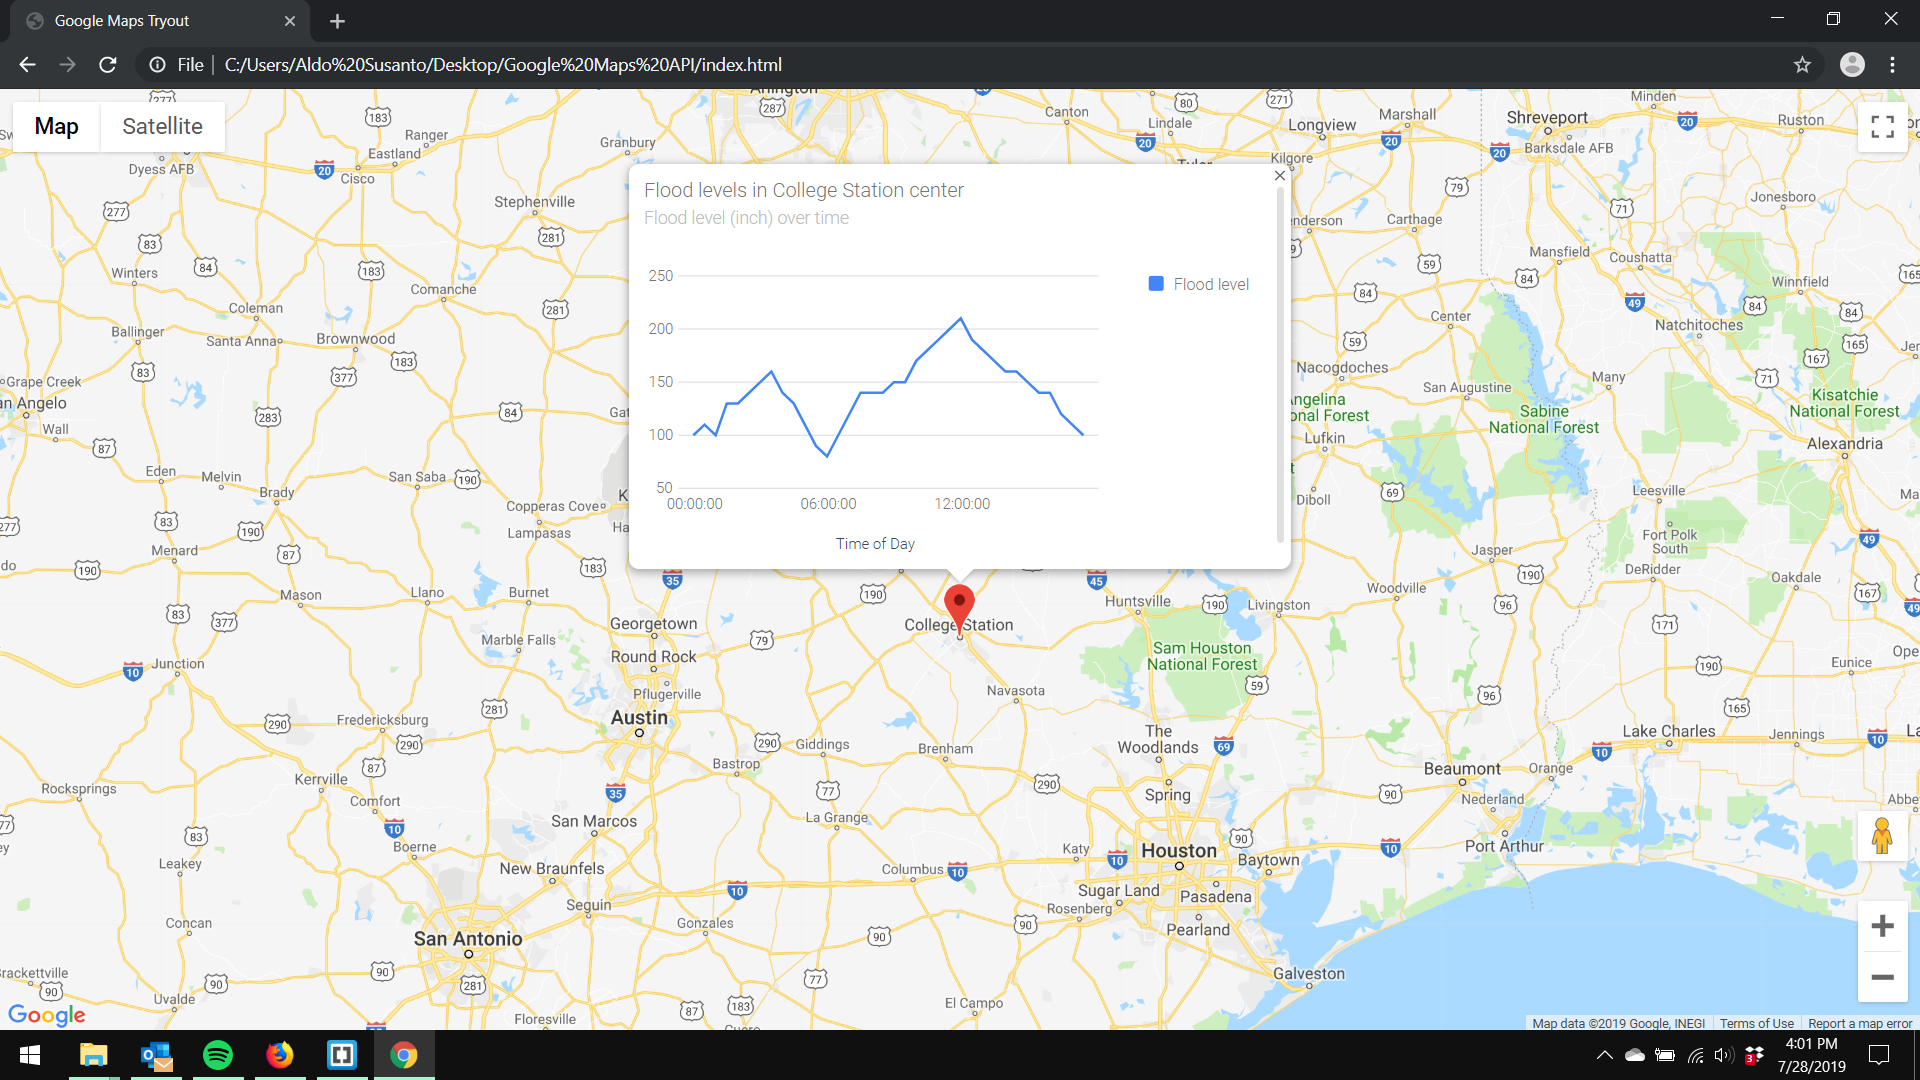 Google Maps Tryout
File | C:/Users/Aldo%20Susanto/Desktop/Google%20Maps%20API/index.html
Map Satellite
Flood levels in College Station center
Flood level (inch) over time
250
Flood level
200
150
100
50
00:00:00 06:00:00 12:00:00
Time of Day
Arlington
Canton
Lindale
Longview
Marshall
Shreveport
Minden
Ruston
Barksdale AFB
Ranger
Eastland
Cisco
Dyess AFB
Granbury
Tyler
Kilgore
Stephenville
Carthage
Jonesboro
Mansfield
Coushatta
Winnfield
Winters
Coleman
Comanche
Center
Natchitoches
Ballinger
Santa Anna
Brownwood
Nacogdoches
San Augustine
Many
Grape Creek
Kisatchie
National Forest
Sabine
National Forest
Wall
Lufkin
Alexandria
Eden
Melvin
San Saba
Brady
Copperas Cove
Lampasas
Diboll
Leesville
Menard
Jasper
Fort Polk
South
DeRidder
Oakdale
Mason
Llano
Burnet
Huntsville
Livingston
Woodville
Georgetown
College Station
Marble Falls
Round Rock
Sam Houston
National Forest
Junction
Eunice
Pflugerville
Navasota
Fredericksburg
Austin
Giddings
Brenham
The
Woodlands
Lake Charles
Jennings
Bastrop
Beaumont
Orange
Rocksprings
Kerrville
Comfort
Spring
Nederland
La Grange
San Marcos
Boerne
Katy
Houston
Baytown
Port Arthur
Leakey
New Braunfels
Columbus
Sugar Land
Pasadena
Seguin
Rosenberg
Concan
Gonzales
Pearland
San Antonio
Galveston
Uvalde
El Campo
Floresville
Google
Map data ©2019 Google, INEGI Terms of Use Report a map error
4:01 PM
7/28/2019